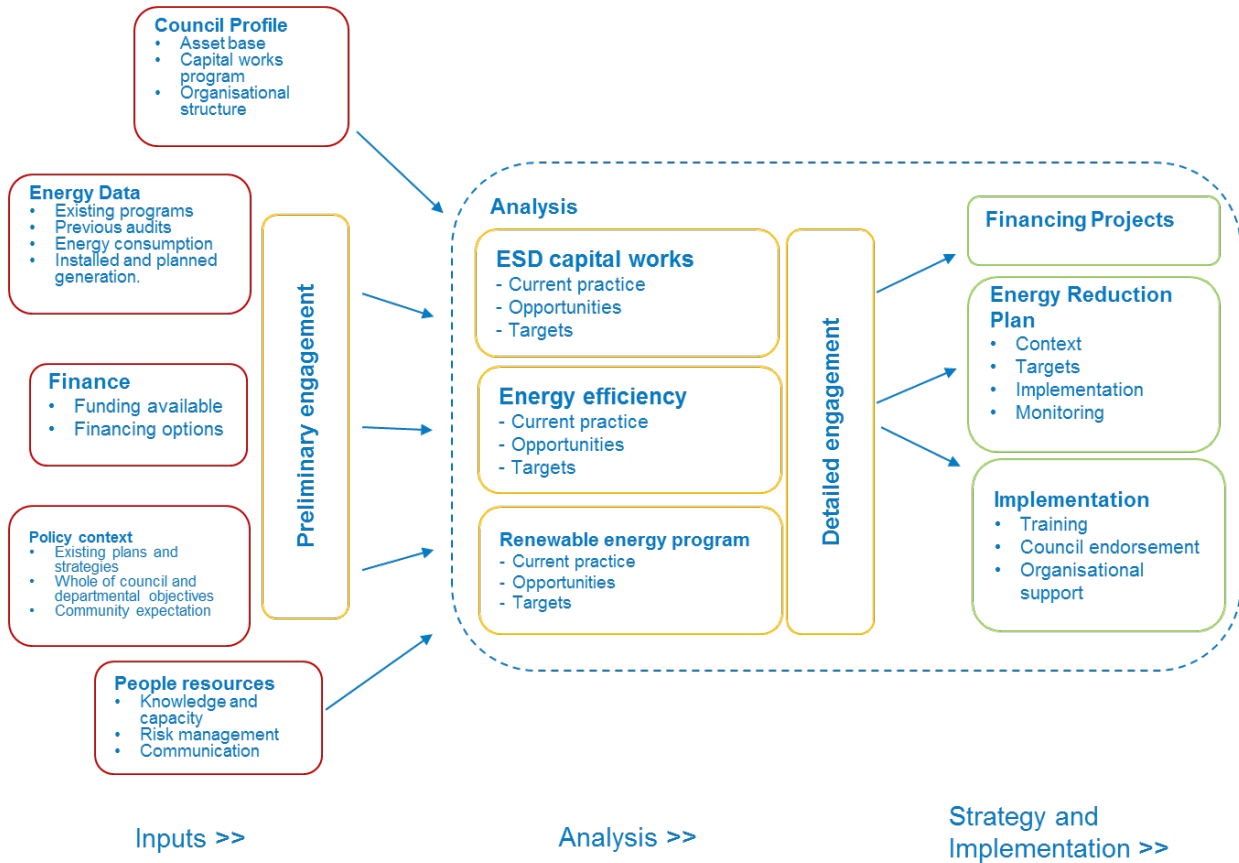 Council Profile
• Asset base
• Capital works
program
• Organisational
structure
Energy Data
• Existing programs
• Previous audits
• Energy consumption
• Installed and planned
generation.
Finance
• Funding available
• Financing options
Policy context
• Existing plans and
strategies
• Whole of council and
departmental objectives
• Community expectation
People resources
• Knowledge and
capacity
• Risk management
• Communication
Preliminary engagement
Analysis
ESD capital works
- Current practice
- Opportunities
- Targets
Energy efficiency
- Current practice
- Opportunities
- Targets
Renewable energy program
- Current practice
- Opportunities
- Targets
Detailed engagement
Financing Projects
Energy Reduction
Plan
• Context
• Targets
• Implementation
• Monitoring
Implementation
• Training
• Council endorsement
• Organisational
support
Inputs >>
Analysis >>
Strategy and
Implementation >>